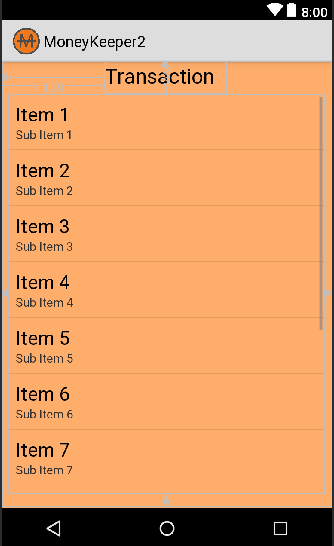 8:00
MoneyKeeper2
Transaction
Item 1
Sub Item 1
Item 2
Sub Item 2
Item 3
Sub Item 3
Item 4
Sub Item 4
Item 5
Sub Item 5
Item 6
Sub Item 6
Item 7
Sub Item 7